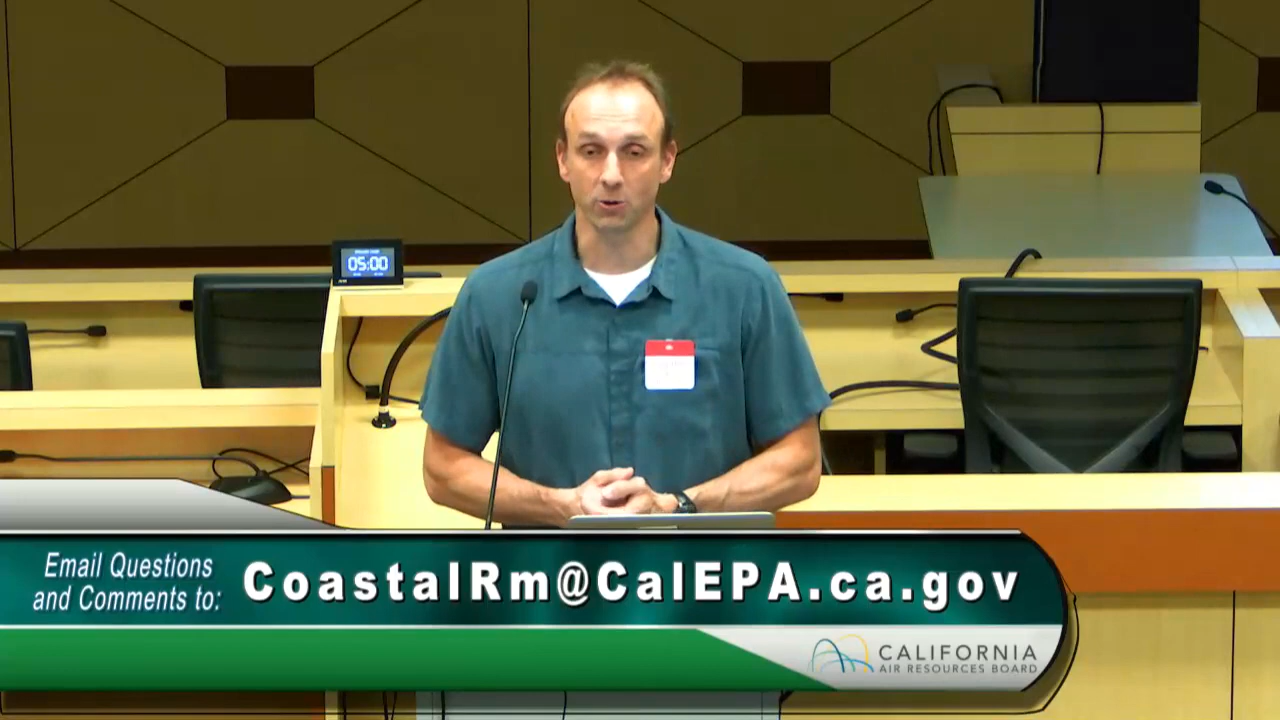 05:00
Email Questions
and Comments to:
CoastalRm@CalEPA.ca.gov
CALIFORNIA
AIR RESOURCES BOARD